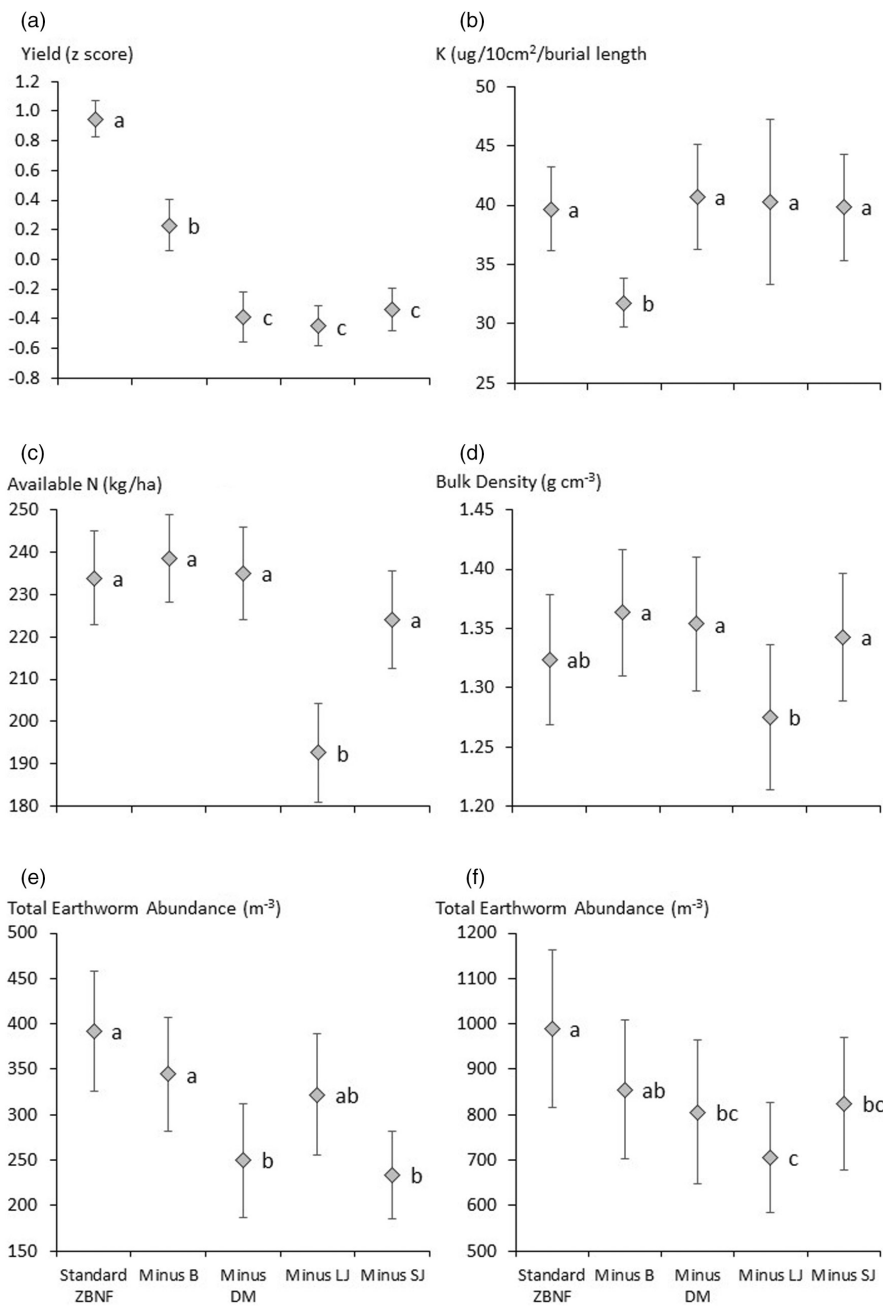 (a)
Yield (z score)
1.2
1.0
0.8
0.6
0.4
0.2
0.0
-0.2
-0.4
-0.6
-0.8
a
b
c
c
c
(b)
K (ug/10cm²/burial length
50
45
40
35
30
25
a
b
a
a
a
(c)
Available N (kg/ha)
250
240
230
220
210
200
190
180
a
a
a
b
a
(d)
Bulk Density (g cm⁻³)
1.45
1.40
1.35
1.30
1.25
1.20
ab
a
a
b
a
(e)
Total Earthworm Abundance (m⁻³)
500
450
400
350
300
250
200
150
a
a
b
ab
b
Standard ZBNF
Minus B
Minus DM
Minus LJ
Minus SJ
(f)
Total Earthworm Abundance (m⁻³)
1200
1100
1000
900
800
700
600
500
a
ab
bc
c
bc
Standard ZBNF
Minus B
Minus DM
Minus LJ
Minus SJ